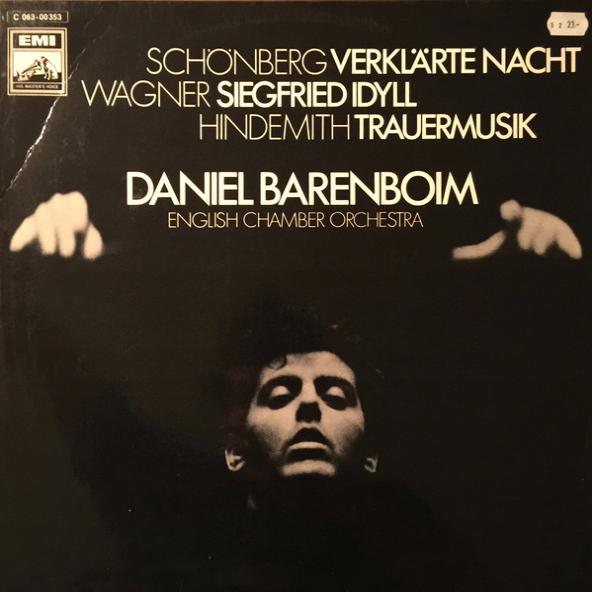 C 063-00353
EMI
HIS MASTER'S VOICE
SCHÖNBERG VERKLÄRTE NACHT
WAGNER SIEGFRIED IDYLL
HINDEMITH TRAUERMUSIK
DANIEL BARENBOIM
ENGLISH CHAMBER ORCHESTRA